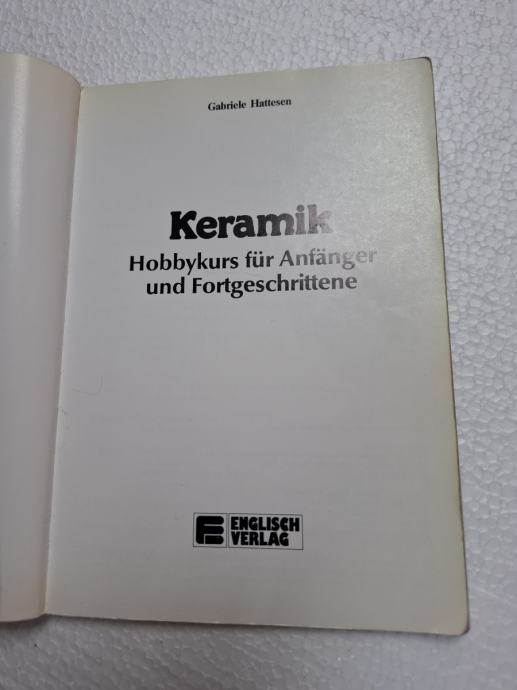 Gabriele Hattesen
Keramik
Hobbykurs für Anfänger
und Fortgeschrittene
ENGLISCH
VERLAG